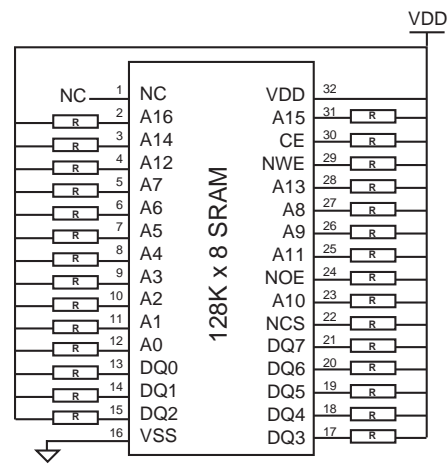 VDD
NC 1 NC VDD 32
R 2 A16 A15 31 R
R 3 A14 CE 30 R
R 4 A12 NWE 29 R
R 5 A7 A13 28 R
R 6 A6 A8 27 R
R 7 A5 A9 26 R
R 8 A4 A11 25 R
R 9 A3 NOE 24 R
R 10 A2 A10 23 R
R 11 A1 NCS 22 R
R 12 A0 DQ7 21 R
R 13 DQ0 DQ6 20 R
R 14 DQ1 DQ5 19 R
R 15 DQ2 DQ4 18 R
16 VSS DQ3 17 R
128K x 8 SRAM